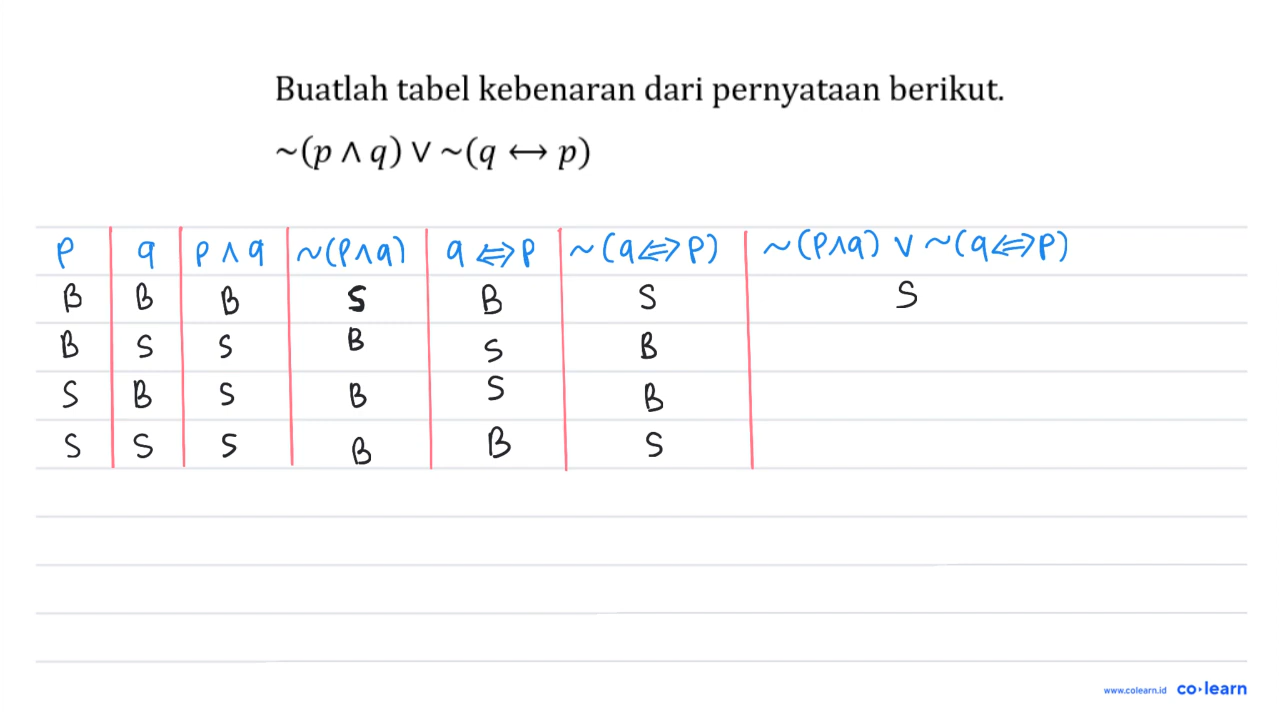 Buatlah tabel kebenaran dari pernyataan berikut.
~(p ∧ q) ∨ ~(q ↔ p)
p q p ∧ q ~(p∧q) q ⇔ p ~(q⇔p) ~(p∧q) ∨ ~(q⇔p)
B B B S B S S
B S S B S B
S B S B S B
S S S B B S
www.colearn.id co·learn